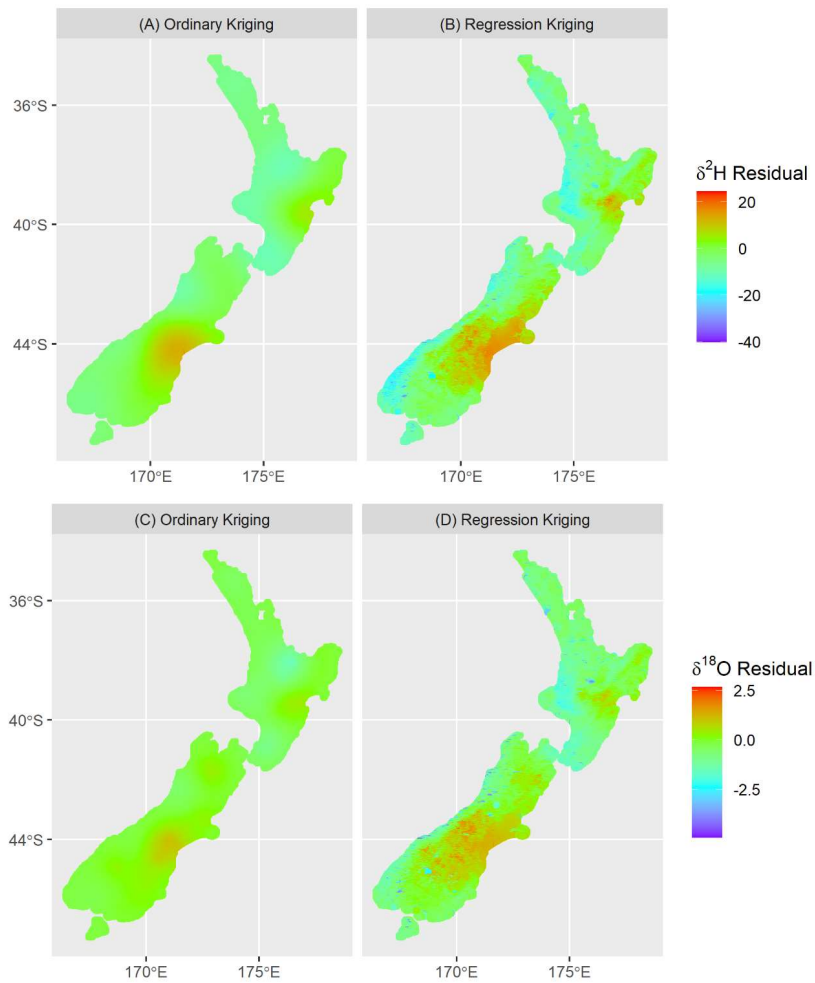 (A) Ordinary Kriging
(B) Regression Kriging
36°S
40°S
44°S
170°E
175°E
170°E
175°E
δ²H Residual
20
0
-20
-40
(C) Ordinary Kriging
(D) Regression Kriging
36°S
40°S
44°S
170°E
175°E
170°E
175°E
δ¹⁸O Residual
2.5
0.0
-2.5